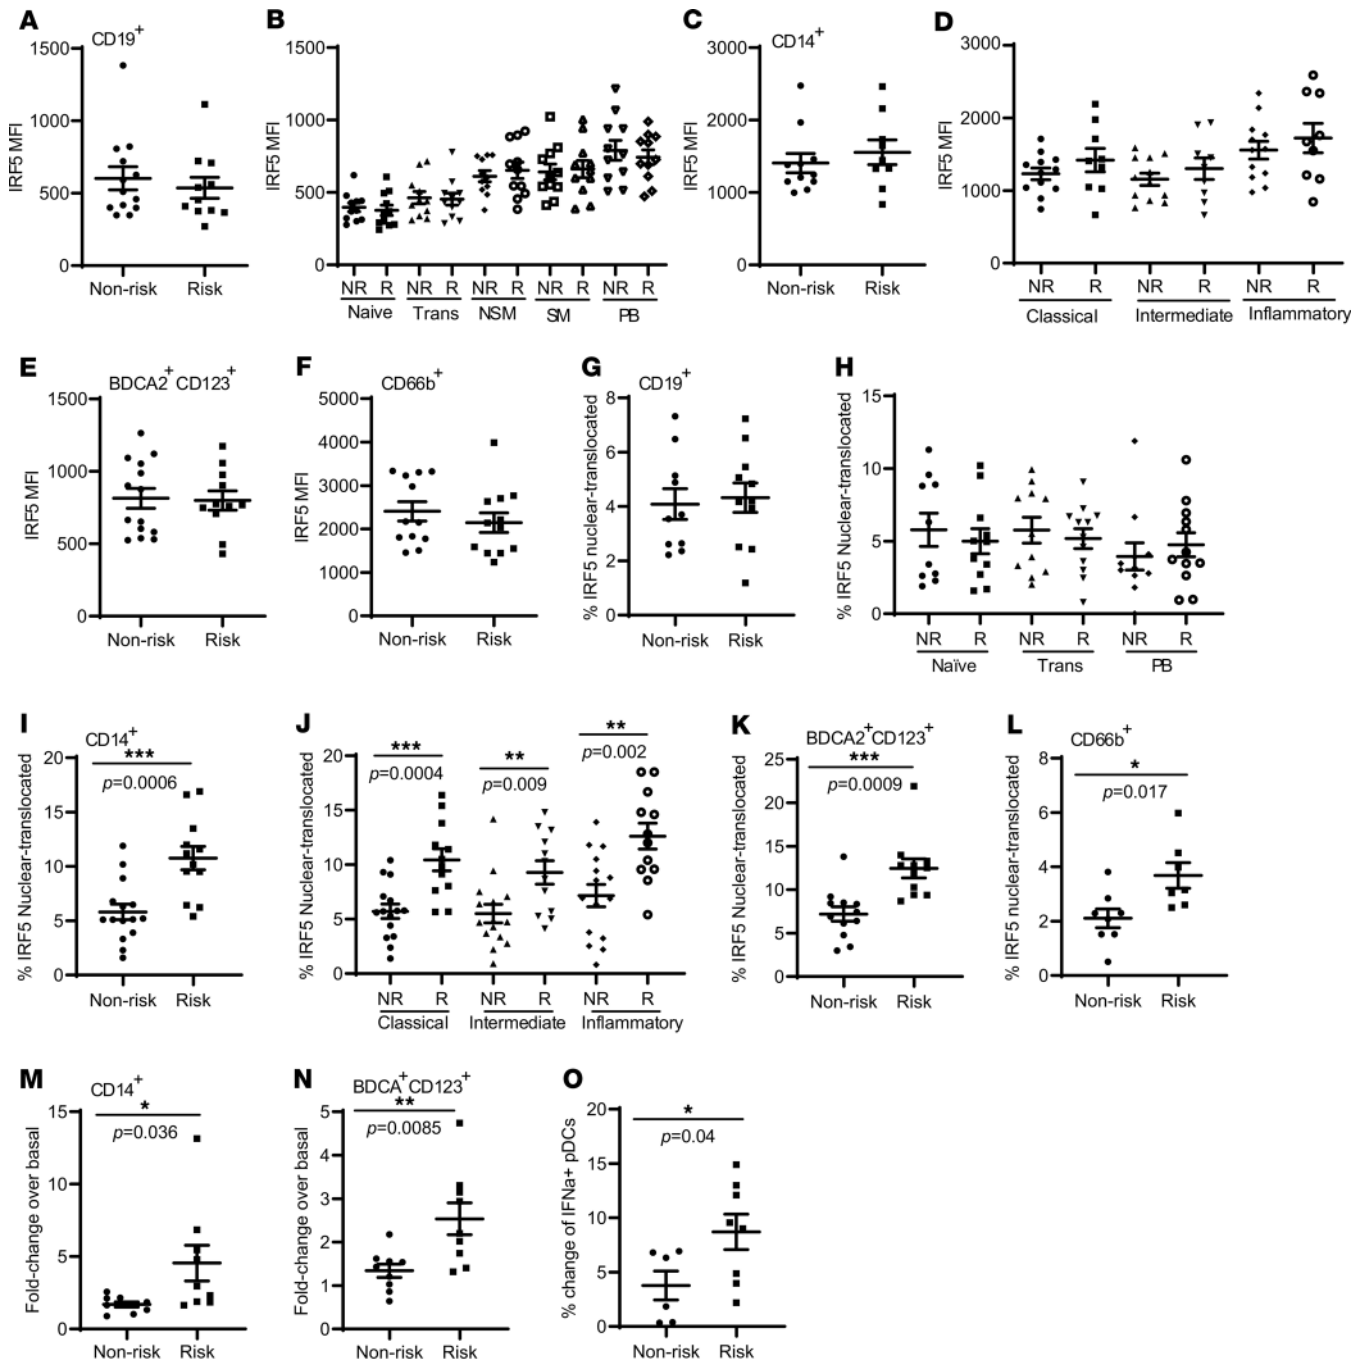 A
CD19+
IRF5 MFI
1500
1000
500
0
Non-risk Risk
B
IRF5 MFI
1500
1000
500
0
NR R NR R NR R NR R NR R
Naive Trans NSM SM PB
C
CD14+
IRF5 MFI
3000
2000
1000
0
Non-risk Risk
D
IRF5 MFI
3000
2000
1000
0
NR R NR R NR R
Classical Intermediate Inflammatory
E
BDCA2+ CD123+
IRF5 MFI
1500
1000
500
0
Non-risk Risk
F
CD66b+
IRF5 MFI
5000
4000
3000
2000
1000
0
Non-risk Risk
G
CD19+
% IRF5 nuclear-translocated
8
6
4
2
0
Non-risk Risk
H
% IRF5 Nuclear-translocated
15
10
5
0
NR R NR R NR R
Naïve Trans PB
I
CD14+
***
p=0.0006
% IRF5 Nuclear-translocated
20
15
10
5
0
Non-risk Risk
J
***
p=0.0004
**
p=0.009
**
p=0.002
% IRF5 Nuclear-translocated
20
15
10
5
0
NR R NR R NR R
Classical Intermediate Inflammatory
K
BDCA2+CD123+
***
p=0.0009
% IRF5 Nuclear-translocated
25
20
15
10
5
0
Non-risk Risk
L
CD66b+
*
p=0.017
% IRF5 nuclear-translocated
8
6
4
2
0
Non-risk Risk
M
CD14+
*
p=0.036
Fold-change over basal
15
10
5
0
Non-risk Risk
N
BDCA+CD123+
**
p=0.0085
Fold-change over basal
5
4
3
2
1
0
Non-risk Risk
O
*
p=0.04
% change of IFNa+ pDCs
20
15
10
5
0
Non-risk Risk